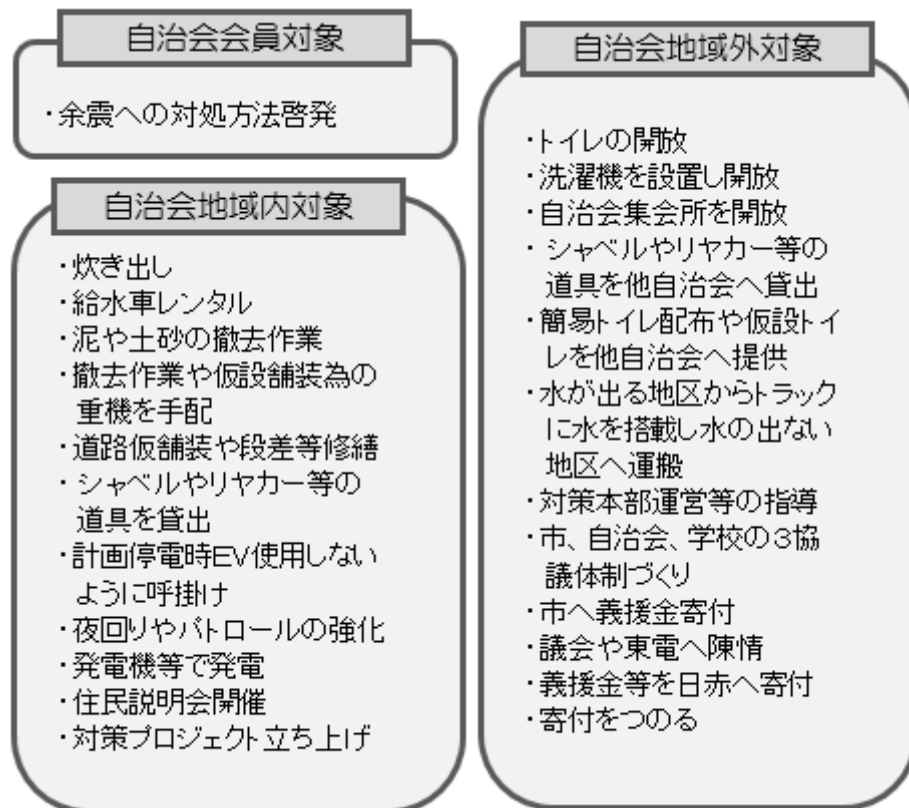 自治会会員対象
・余震への対処方法啓発
自治会地域内対象
・炊き出し
・給水車レンタル
・泥や土砂の撤去作業
・撤去作業や仮設舗装為の
重機を手配
・道路仮舗装や段差等修繕
・シャベルやリヤカー等の
道具を貸出
・計画停電時EV使用しない
ように呼掛け
・夜回りやパトロールの強化
・発電機等で発電
・住民説明会開催
・対策プロジェクト立ち上げ
自治会地域外対象
・トイレの開放
・洗濯機を設置し開放
・自治会集会所を開放
・シャベルやリヤカー等の
道具を他自治会へ貸出
・簡易トイレ配布や仮設トイ
レを他自治会へ提供
・水が出る地区からトラック
に水を搭載し水の出ない
地区へ運搬
・対策本部運営等の指導
・市、自治会、学校の3協
議体制づくり
・市へ義援金寄付
・議会や東電へ陳情
・義援金等を日赤へ寄付
・寄付をつのる